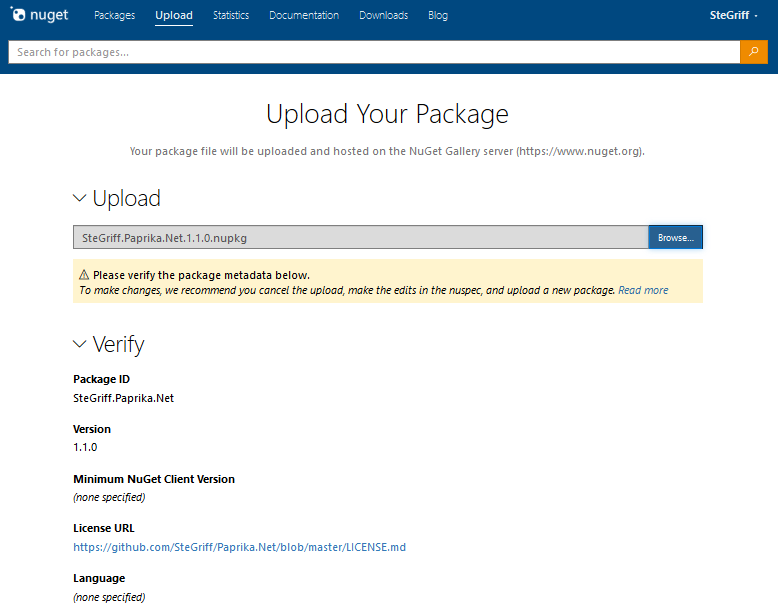 nuget Packages Upload Statistics Documentation Downloads Blog SteGriff
Search for packages...
Upload Your Package
Your package file will be uploaded and hosted on the NuGet Gallery server (https://www.nuget.org).
Upload
SteGriff.Paprika.Net.1.1.0.nupkg Browse...
Please verify the package metadata below.
To make changes, we recommend you cancel the upload, make the edits in the nuspec, and upload a new package. Read more
Verify
Package ID
SteGriff.Paprika.Net
Version
1.1.0
Minimum NuGet Client Version
(none specified)
License URL
https://github.com/SteGriff/Paprika.Net/blob/master/LICENSE.md
Language
(none specified)